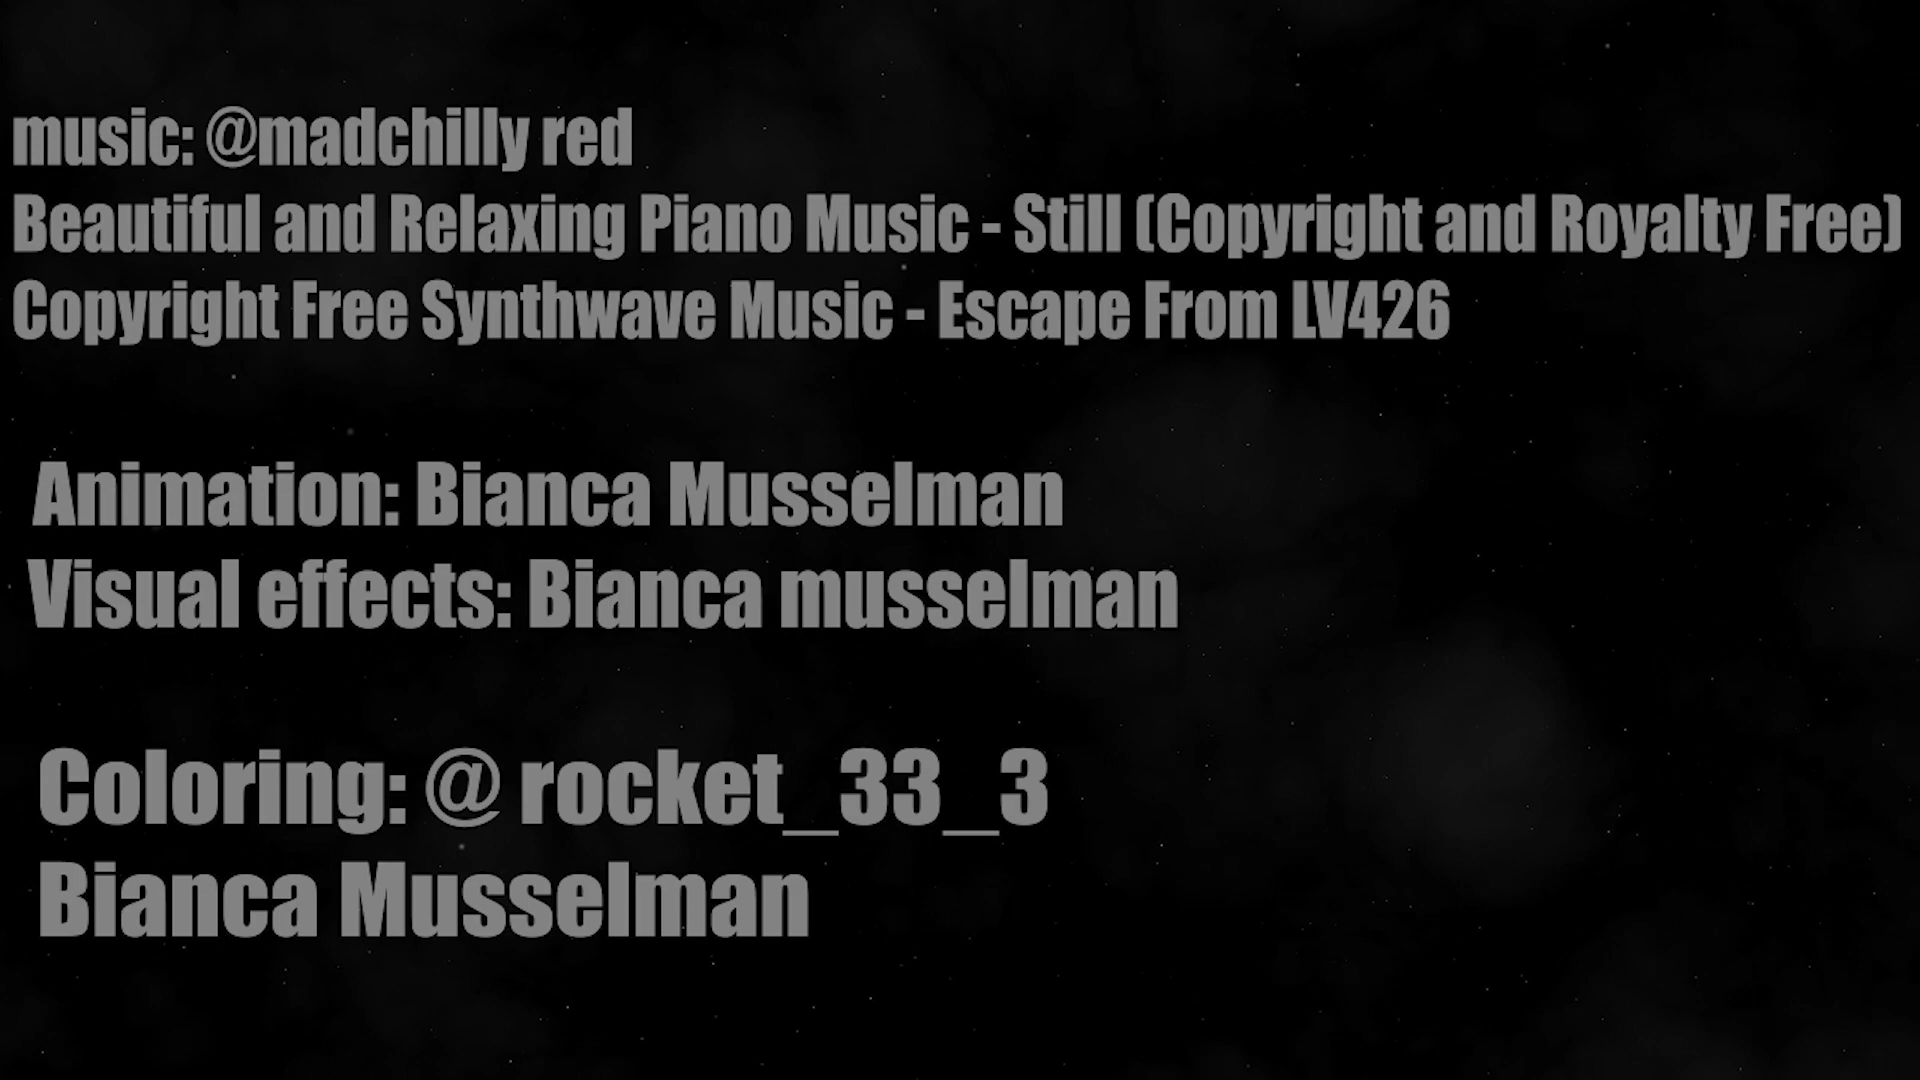 music: @madchilly red
Beautiful and Relaxing Piano Music - Still (Copyright and Royalty Free)
Copyright Free Synthwave Music - Escape From LV426
Animation: Bianca Musselman
Visual effects: Bianca musselman
Coloring: @ rocket_33_3
Bianca Musselman